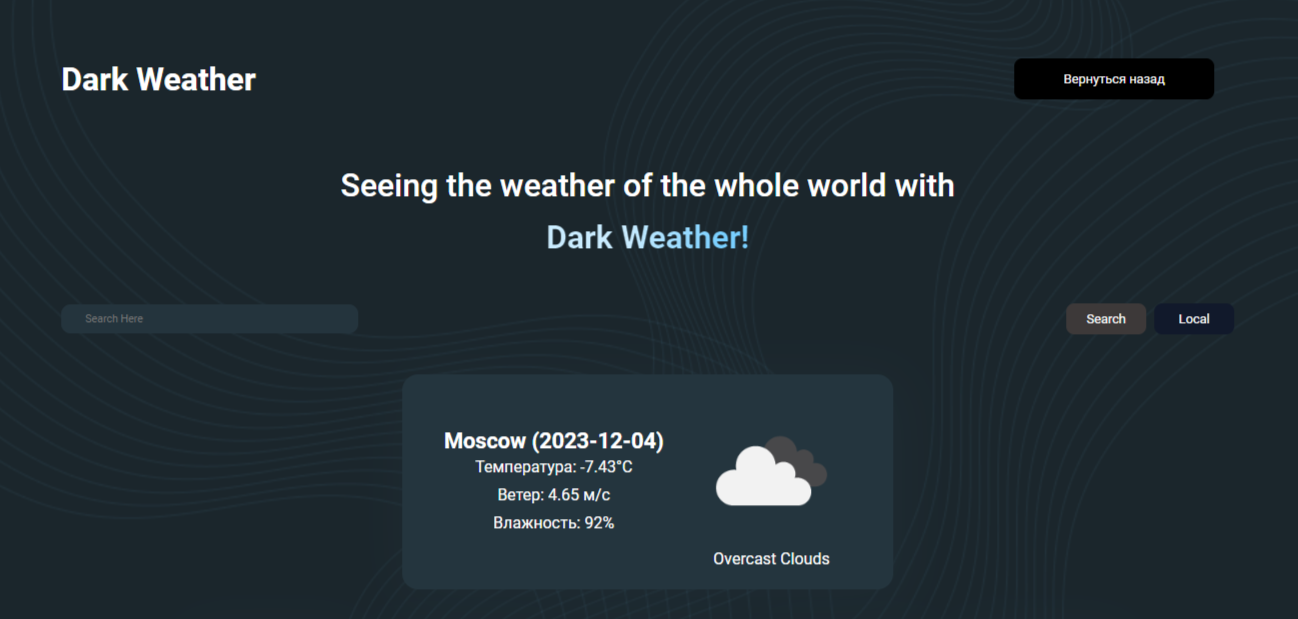 Dark Weather
Вернуться назад
Seeing the weather of the whole world with
Dark Weather!
Search Here
Search
Local
Moscow (2023-12-04)
Температура: -7.43°C
Ветер: 4.65 м/с
Влажность: 92%
Overcast Clouds